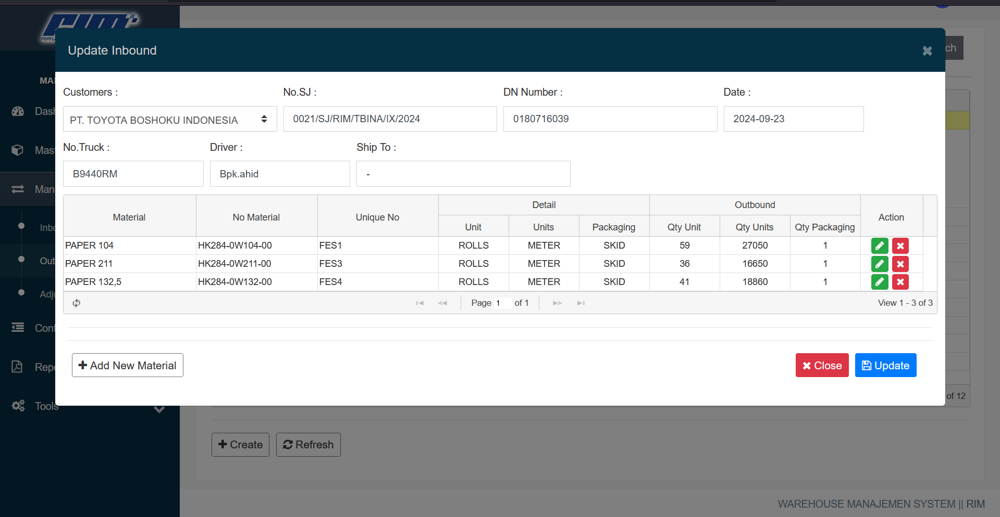 RIM
ch
Update Inbound
MA
Customers :
No.SJ :
DN Number :
Date :
PT. TOYOTA BOSHOKU INDONESIA
0021/SJ/RIM/TBINA/IX/2024
0180716039
2024-09-23
No.Truck :
Driver :
Ship To :
B9440RM
Bpk.ahid
-
Dash
Mas
Man
Inbo
Out
Adju
Cont
Repo
Tools
Material
No Material
Unique No
Detail
Outbound
Action
Unit
Units
Packaging
Qty Unit
Qty Units
Qty Packaging
PAPER 104 HK284-0W104-00 FES1 ROLLS METER SKID 59 27050 1
PAPER 211 HK284-0W211-00 FES3 ROLLS METER SKID 36 16650 1
PAPER 132,5 HK284-0W132-00 FES4 ROLLS METER SKID 41 18860 1
Page 1 of 1
View 1 - 3 of 3
Add New Material
Close
Update
of 12
Create
Refresh
WAREHOUSE MANAJEMEN SYSTEM || RIM